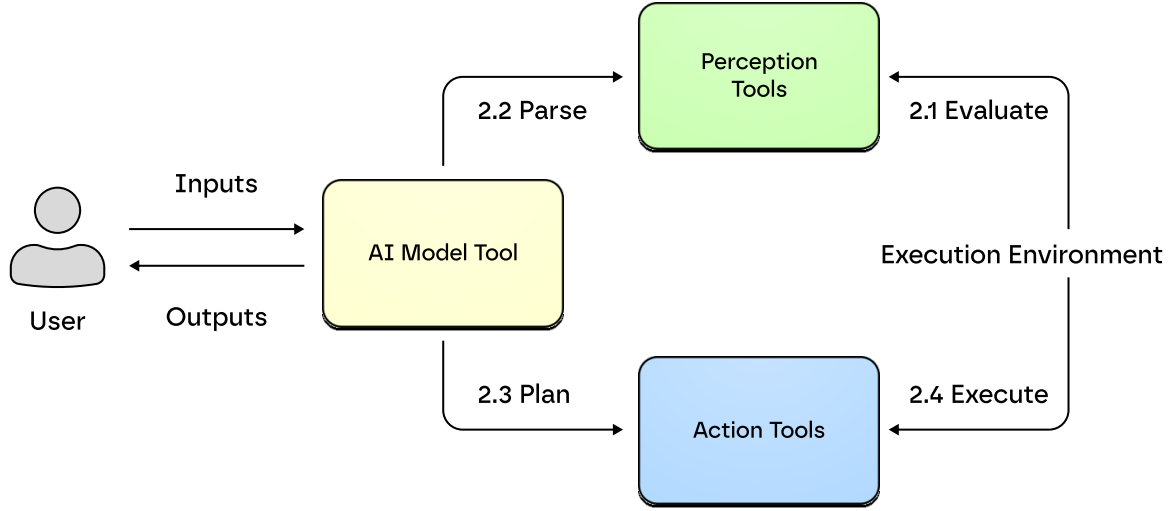 Perception
Tools
2.2 Parse
2.1 Evaluate
Inputs
AI Model Tool
Execution Environment
Outputs
User
2.3 Plan
2.4 Execute
Action Tools